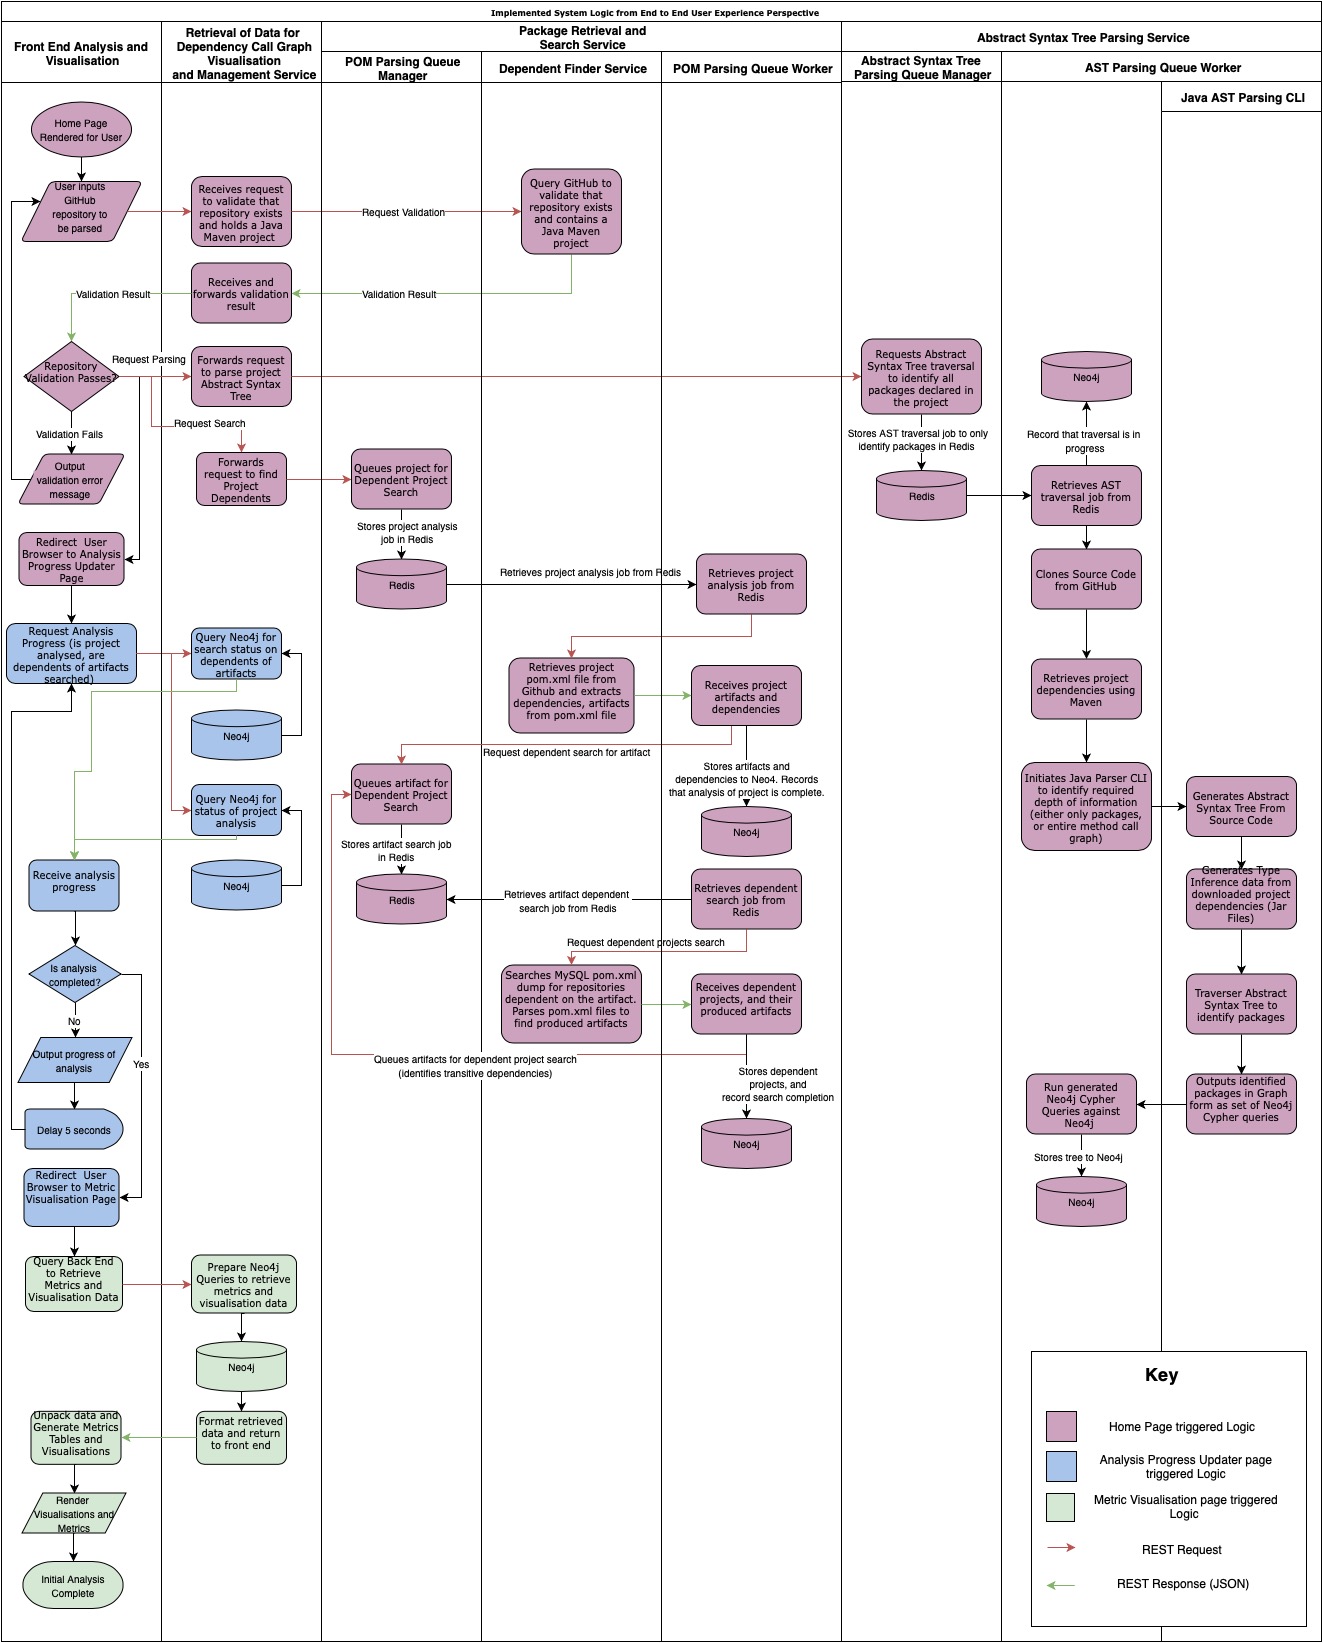 Implemented System Logic from End to End User Experience Perspective
Front End Analysis and
Visualisation
Retrieval of Data for
Dependency Call Graph
Visualisation
and Management Service
Package Retrieval and
Search Service
Abstract Syntax Tree Parsing Service
POM Parsing Queue
Manager
Dependent Finder Service
POM Parsing Queue Worker
Abstract Syntax Tree
Parsing Queue Manager
AST Parsing Queue Worker
Java AST Parsing CLI
Home Page
Rendered for User
User inputs
GitHub
repository to
be parsed
Receives request
to validate that
repository exists
and holds a Java
Maven project
Request Validation
Query GitHub to
validate that
repository exists
and contains a
Java Maven
project
Receives and
forwards validation
result
Validation Result
Validation Result
Repository
Validation Passes?
Request Parsing
Forwards request
to parse project
Abstract Syntax
Tree
Requests Abstract
Syntax Tree traversal
to identify all
packages declared in
the project
Neo4j
Validation Fails
Request Search
Stores AST traversal job to only
identify packages in Redis
Record that traversal is in
progress
Output
validation error
message
Forwards
request to find
Project
Dependents
Queues project for
Dependent Project
Search
Redis
Retrieves AST
traversal job from
Redis
Stores project analysis
job in Redis
Redirect  User
Browser to Analysis
Progress Updater
Page
Redis
Retrieves project analysis job from Redis
Retrieves project
analysis job from
Redis
Clones Source Code
from GitHub
Request Analysis
Progress (is project
analysed, are
dependents of artifacts
searched)
Query Neo4j for
search status on
dependents of
artifacts
Retrieves project
pom.xml file from
Github and extracts
dependencies, artifacts
from pom.xml file
Receives project
artifacts and
dependencies
Retrieves project
dependencies using
Maven
Neo4j
Request dependent search for artifact
Stores artifacts and
dependencies to Neo4. Records
that analysis of project is complete.
Queues artifact for
Dependent Project
Search
Query Neo4j for
status of project
analysis
Neo4j
Initiates Java Parser CLI
to identify required
depth of information
(either only packages,
or entire method call
graph)
Generates Abstract
Syntax Tree From
Source Code
Stores artifact search job
in Redis
Receive analysis
progress
Neo4j
Redis
Retrieves artifact dependent
search job from Redis
Retrieves dependent
search job from
Redis
Generates Type
Inference data from
downloaded project
dependencies (Jar
Files)
Request dependent projects search
Is analysis
completed?
Searches MySQL pom.xml
dump for repositories
dependent on the artifact.
Parses pom.xml files to
find produced artifacts
Receives dependent
projects, and their
produced artifacts
Traverser Abstract
Syntax Tree to
identify packages
No
Output progress of
analysis
Yes
Queues artifacts for dependent project search
(identifies transitive dependencies)
Stores dependent
projects, and
record search completion
Run generated
Neo4j Cypher
Queries against
Neo4j
Outputs identified
packages in Graph
form as set of Neo4j
Cypher queries
Delay 5 seconds
Neo4j
Stores tree to Neo4j
Redirect  User
Browser to Metric
Visualisation Page
Neo4j
Query Back End
to Retrieve
Metrics and
Visualisation Data
Prepare Neo4j
Queries to retrieve
metrics and
visualisation data
Neo4j
Unpack data and
Generate Metrics
Tables and
Visualisations
Format retrieved
data and return
to front end
Render
Visualisations and
Metrics
Initial Analysis
Complete
Key
Home Page triggered Logic
Analysis Progress Updater page
triggered Logic
Metric Visualisation page triggered
Logic
REST Request
REST Response (JSON)